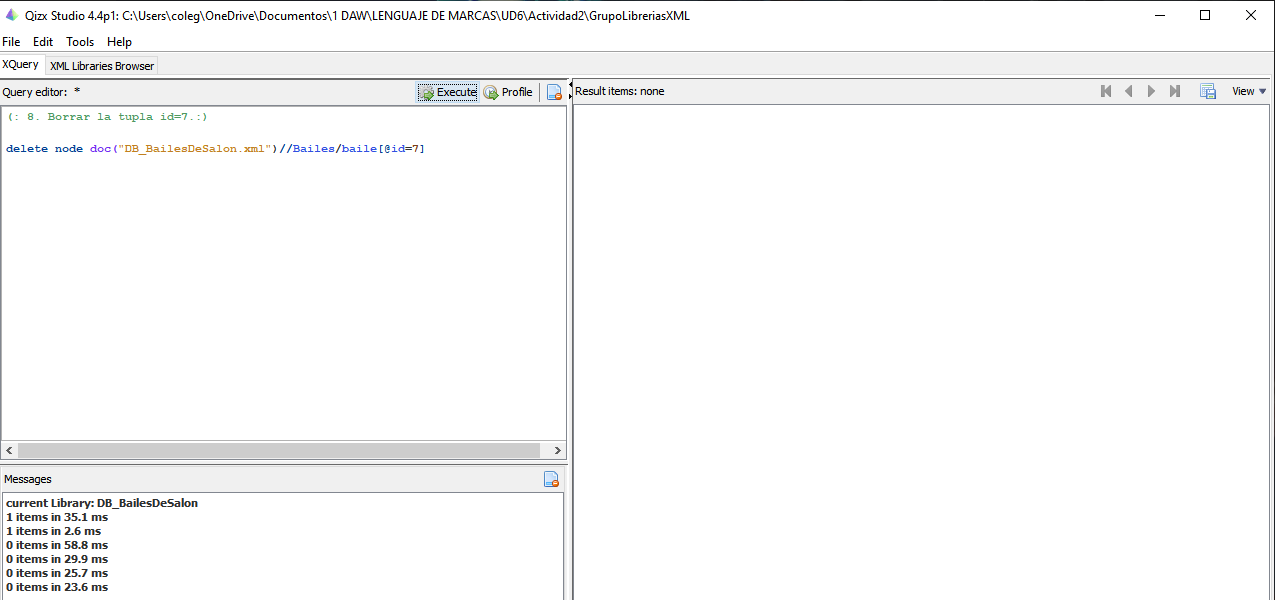 Qizx Studio 4.4p1: C:\Users\coleg\OneDrive\Documentos\1 DAW\LENGUAJE DE MARCAS\UD6\Actividad2\GrupoLibreriasXML
File Edit Tools Help
XQuery XML Libraries Browser
Query editor: * Execute Profile
(: 8. Borrar la tupla id=7.:)
delete node doc("DB_BailesDeSalon.xml")//Bailes/baile[@id=7]
Messages
current Library: DB_BailesDeSalon
1 items in 35.1 ms
1 items in 2.6 ms
0 items in 58.8 ms
0 items in 29.9 ms
0 items in 25.7 ms
0 items in 23.6 ms
Result items: none View